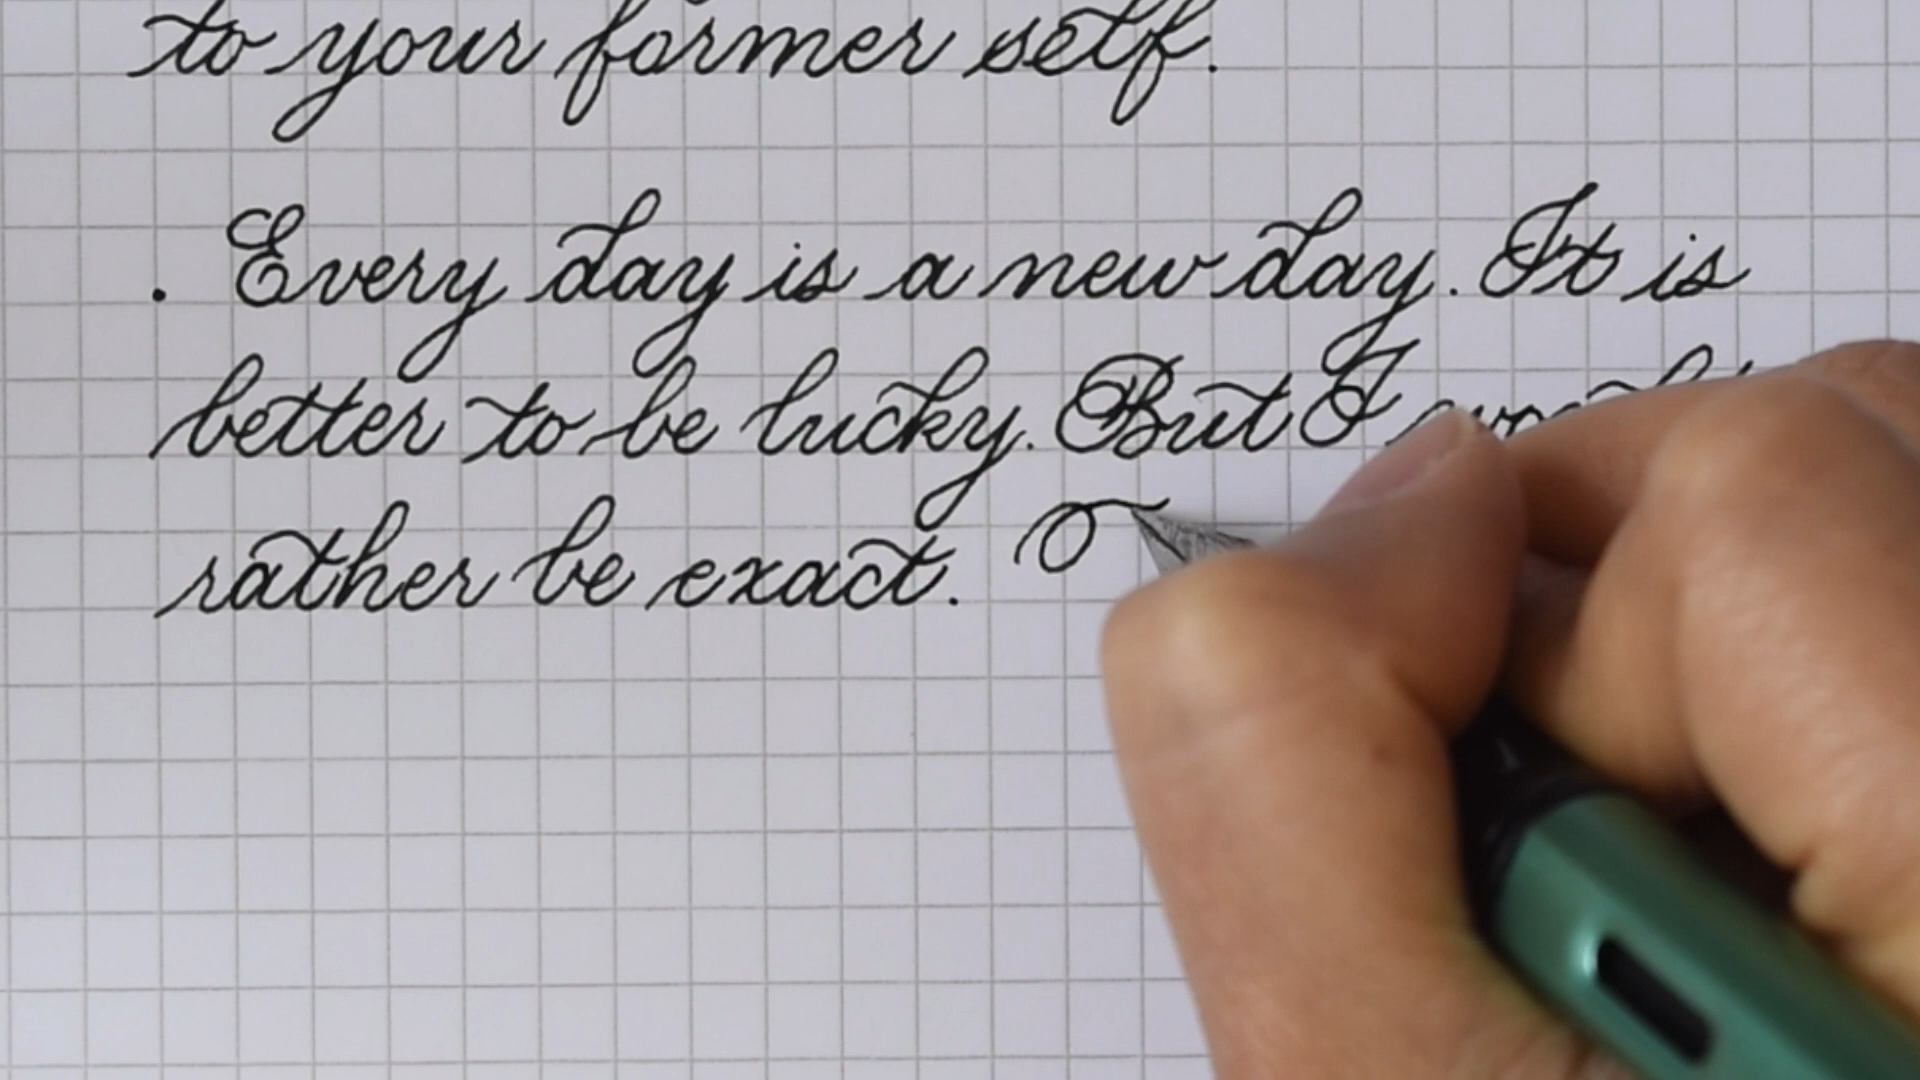 to your former self.
. Every day is a new day. It is
better to be lucky. But I would
rather be exact.